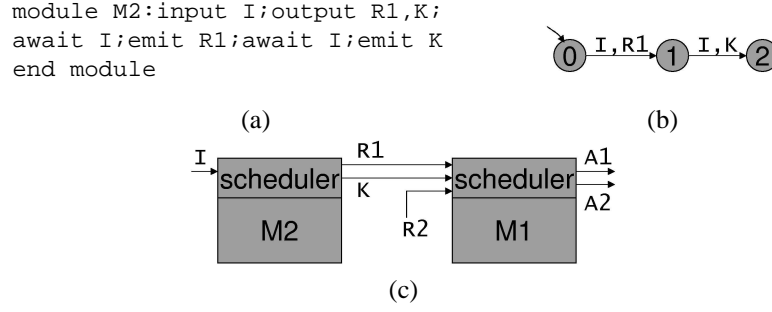 module M2:input I;output R1,K;
await I;emit R1;await I;emit K
end module
0 I,R1 1 I,K 2
(a)
(b)
I
scheduler
M2
R1
K
R2
scheduler
M1
A1
A2
(c)